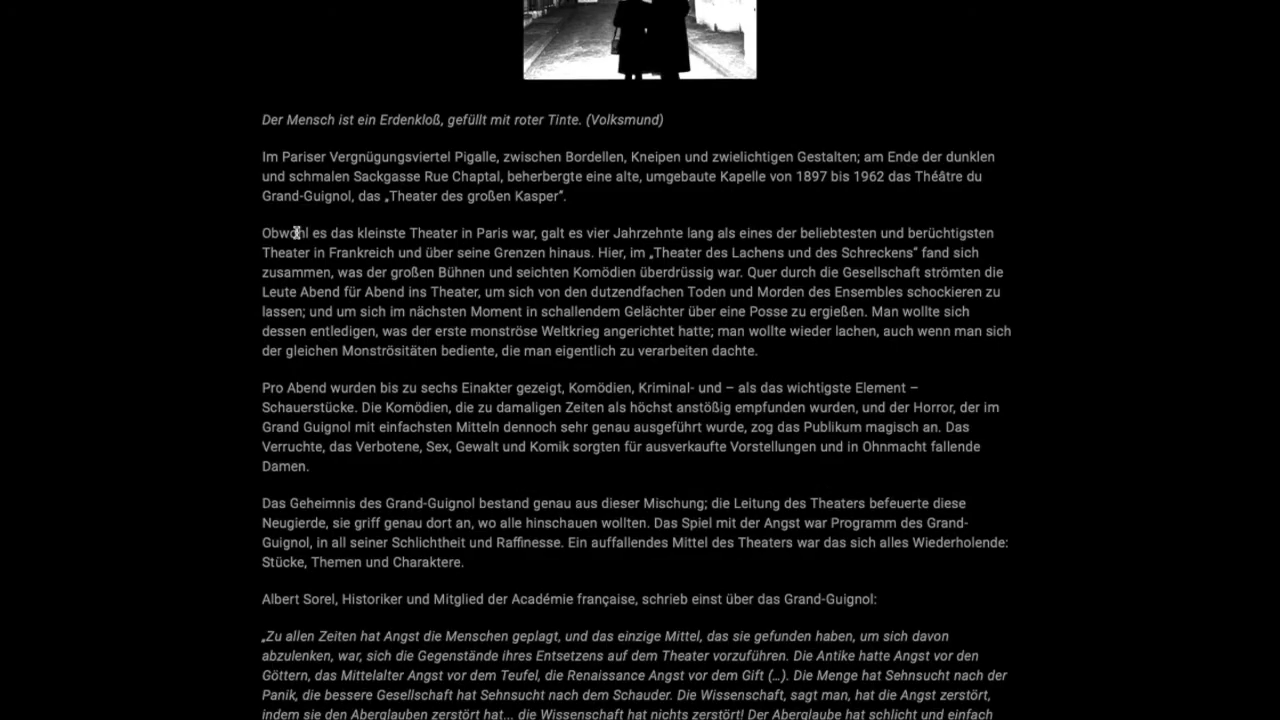 Der Mensch ist ein Erdenkloß, gefüllt mit roter Tinte. (Volksmund)
Im Pariser Vergnügungsviertel Pigalle, zwischen Bordellen, Kneipen und zwielichtigen Gestalten; am Ende der dunklen
und schmalen Sackgasse Rue Chaptal, beherbergte eine alte, umgebaute Kapelle von 1897 bis 1962 das Théâtre du
Grand-Guignol, das „Theater des großen Kasper“.
Obwohl es das kleinste Theater in Paris war, galt es vier Jahrzehnte lang als eines der beliebtesten und berüchtigsten
Theater in Frankreich und über seine Grenzen hinaus. Hier, im „Theater des Lachens und des Schreckens“ fand sich
zusammen, was der großen Bühnen und seichten Komödien überdrüssig war. Quer durch die Gesellschaft strömten die
Leute Abend für Abend ins Theater, um sich von den dutzendfachen Toden und Morden des Ensembles schockieren zu
lassen; und um sich im nächsten Moment in schallendem Gelächter über eine Posse zu ergießen. Man wollte sich
dessen entledigen, was der erste monströse Weltkrieg angerichtet hatte; man wollte wieder lachen, auch wenn man sich
der gleichen Monströsitäten bediente, die man eigentlich zu verarbeiten dachte.
Pro Abend wurden bis zu sechs Einakter gezeigt, Komödien, Kriminal- und – als das wichtigste Element –
Schauerstücke. Die Komödien, die zu damaligen Zeiten als höchst anstößig empfunden wurden, und der Horror, der im
Grand Guignol mit einfachsten Mitteln dennoch sehr genau ausgeführt wurde, zog das Publikum magisch an. Das
Verruchte, das Verbotene, Sex, Gewalt und Komik sorgten für ausverkaufte Vorstellungen und in Ohnmacht fallende
Damen.
Das Geheimnis des Grand-Guignol bestand genau aus dieser Mischung; die Leitung des Theaters befeuerte diese
Neugierde, sie griff genau dort an, wo alle hinschauen wollten. Das Spiel mit der Angst war Programm des Grand-
Guignol, in all seiner Schlichtheit und Raffinesse. Ein auffallendes Mittel des Theaters war das sich alles Wiederholende:
Stücke, Themen und Charaktere.
Albert Sorel, Historiker und Mitglied der Académie française, schrieb einst über das Grand-Guignol:
„Zu allen Zeiten hat Angst die Menschen geplagt, und das einzige Mittel, das sie gefunden haben, um sich davon
abzulenken, war, sich die Gegenstände ihres Entsetzens auf dem Theater vorzuführen. Die Antike hatte Angst vor den
Göttern, das Mittelalter Angst vor dem Teufel, die Renaissance Angst vor dem Gift (…). Die Menge hat Sehnsucht nach der
Panik, die bessere Gesellschaft hat Sehnsucht nach dem Schauder. Die Wissenschaft, sagt man, hat die Angst zerstört,
indem sie den Aberglauben zerstört hat... die Wissenschaft hat nichts zerstört! Der Aberglaube hat schlicht und einfach